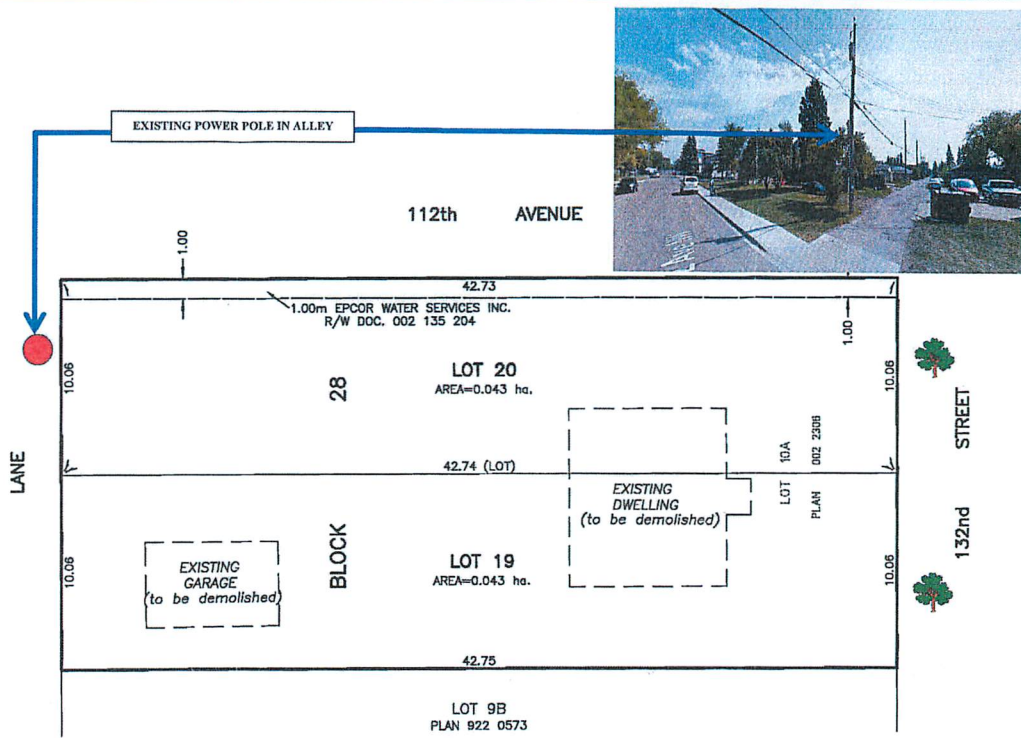 EXISTING POWER POLE IN ALLEY
112th AVENUE
1.00
42.73
1.00m EPCOR WATER SERVICES INC.
R/W DOC. 002 135 204
1.00
10.06
LOT 20
AREA=0.043 ha.
10.06
28
LANE
STREET
42.74 (LOT)
LOT 10A
PLAN 002 2306
EXISTING
DWELLING
(to be demolished)
132nd
BLOCK
EXISTING
GARAGE
(to be demolished)
LOT 19
AREA=0.043 ha.
10.06
10.06
42.75
LOT 9B
PLAN 922 0573